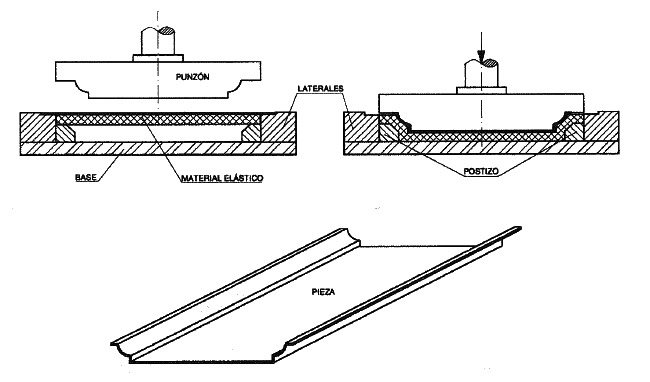 PUNZÓN
LATERALES
BASE
MATERIAL ELÁSTICO
POSTIZO
PIEZA